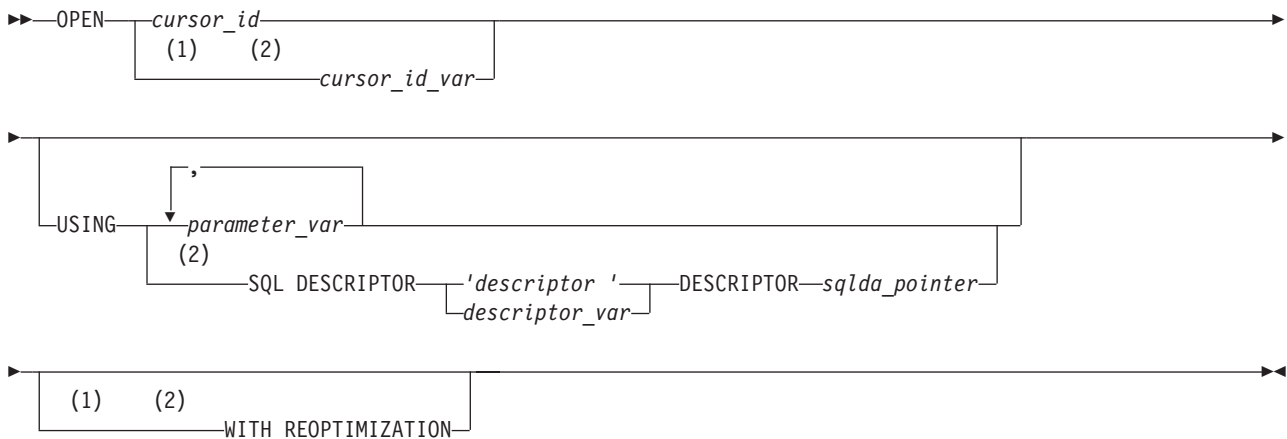 OPEN cursor_id
(1) (2)
cursor_id_var
,
USING parameter_var
(2)
SQL DESCRIPTOR 'descriptor ' DESCRIPTOR sqlda_pointer
descriptor_var
(1) (2)
WITH REOPTIMIZATION